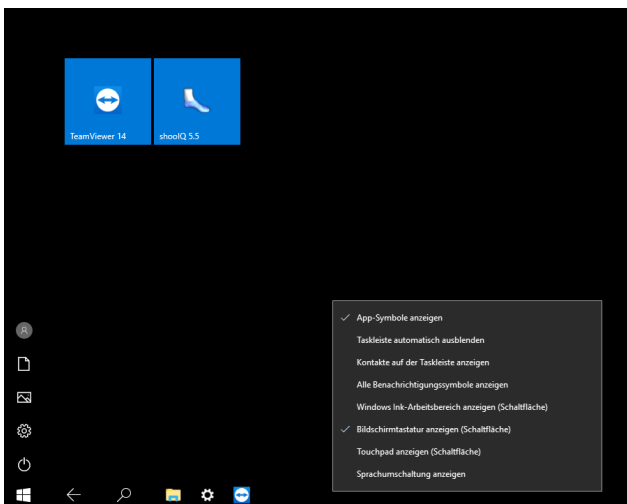 TeamViewer 14
shoolQ 5.5
App-Symbole anzeigen
Taskleiste automatisch ausblenden
Kontakte auf der Taskleiste anzeigen
Alle Benachrichtigungssymbole anzeigen
Windows Ink-Arbeitsbereich anzeigen (Schaltfläche)
Bildschirmtastatur anzeigen (Schaltfläche)
Touchpad anzeigen (Schaltfläche)
Sprachumschaltung anzeigen